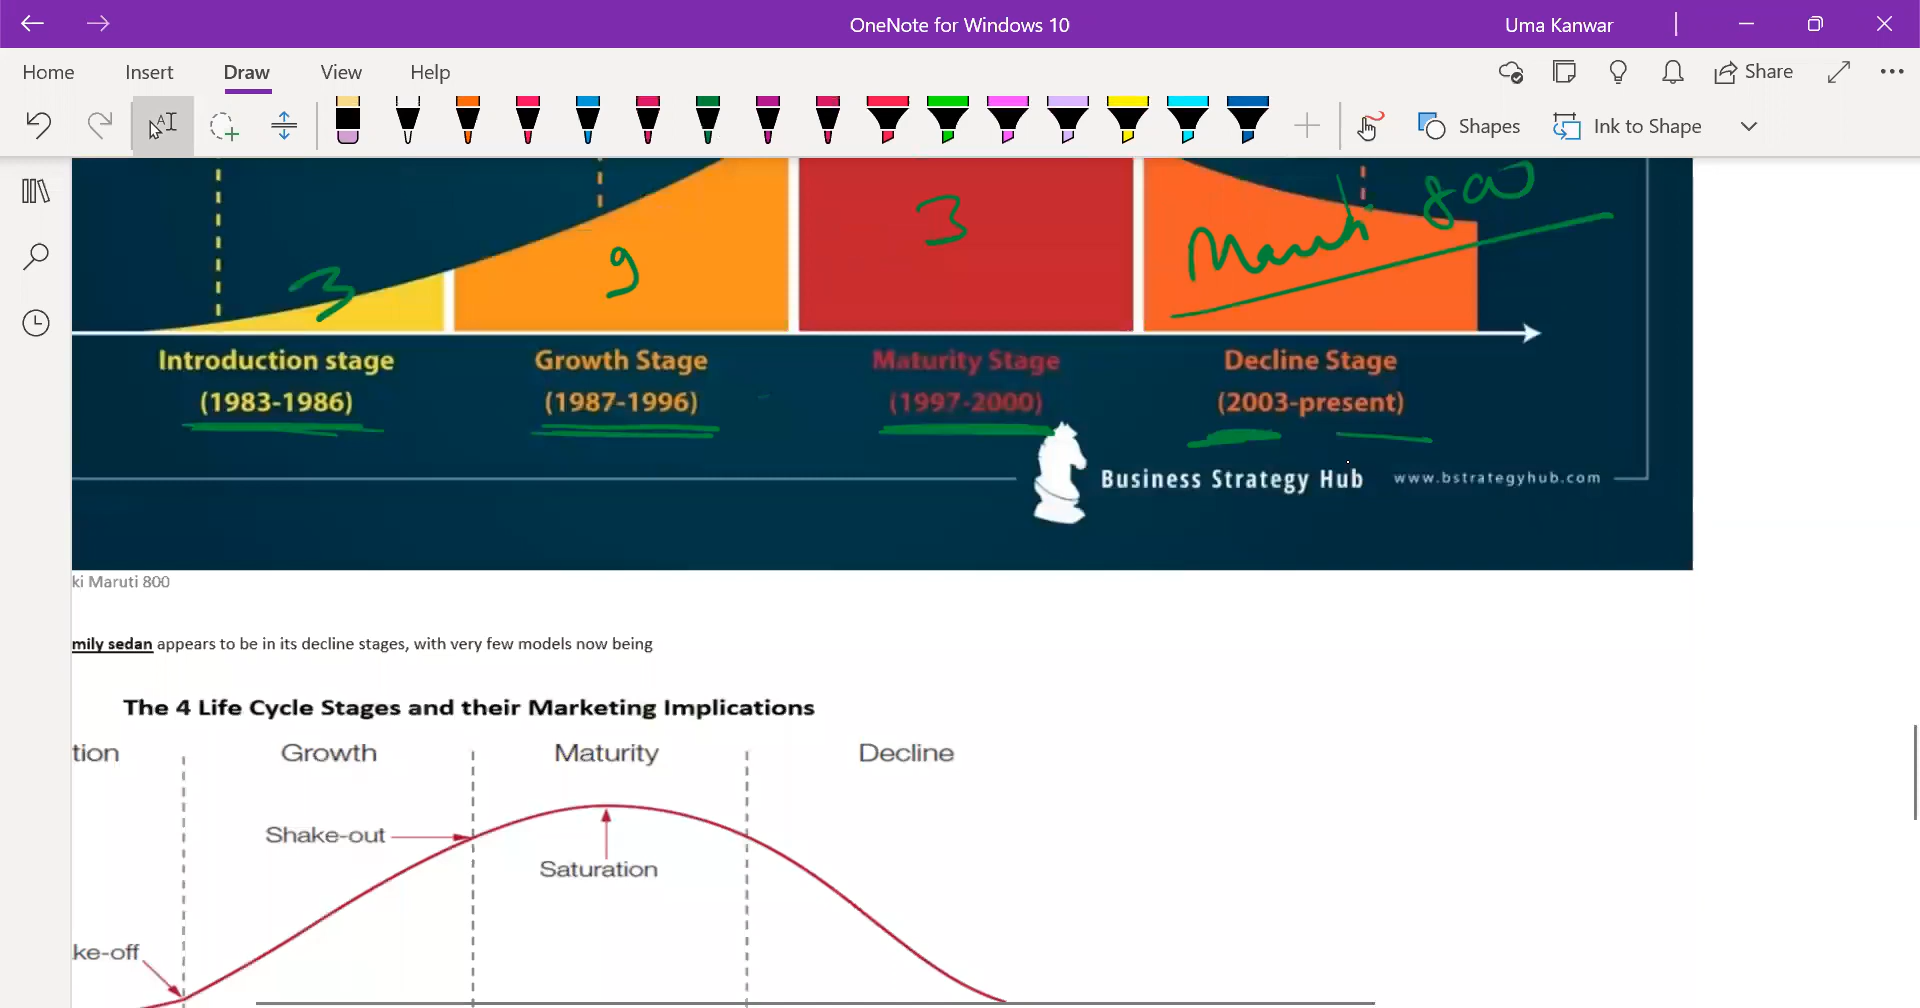 OneNote for Windows 10
Uma Kanwar
Home Insert Draw View Help
Share
Shapes
Ink to Shape
3
9
3
Maruti 800
Introduction stage
(1983-1986)
Growth Stage
(1987-1996)
Maturity Stage
(1997-2000)
Decline Stage
(2003-present)
Business Strategy Hub
www.bstrategyhub.com
ki Maruti 800
mily sedan appears to be in its decline stages, with very few models now being
The 4 Life Cycle Stages and their Marketing Implications
tion Growth Maturity Decline
Shake-out
Saturation
ke-off